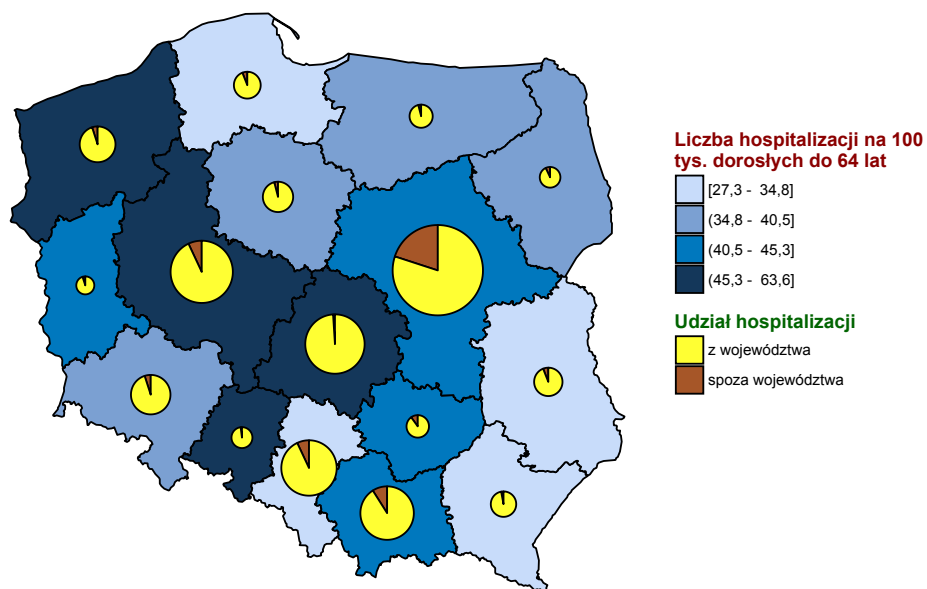 Liczba hospitalizacji na 100
tys. dorosłych do 64 lat
[27,3 - 34,8]
(34,8 - 40,5]
(40,5 - 45,3]
(45,3 - 63,6]
Udział hospitalizacji
z województwa
spoza województwa